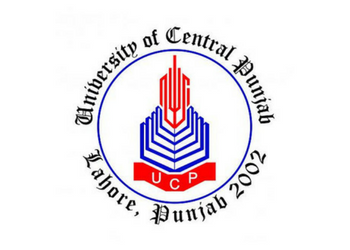 University of Central Punjab
UCP
Lahore, Punjab 2002